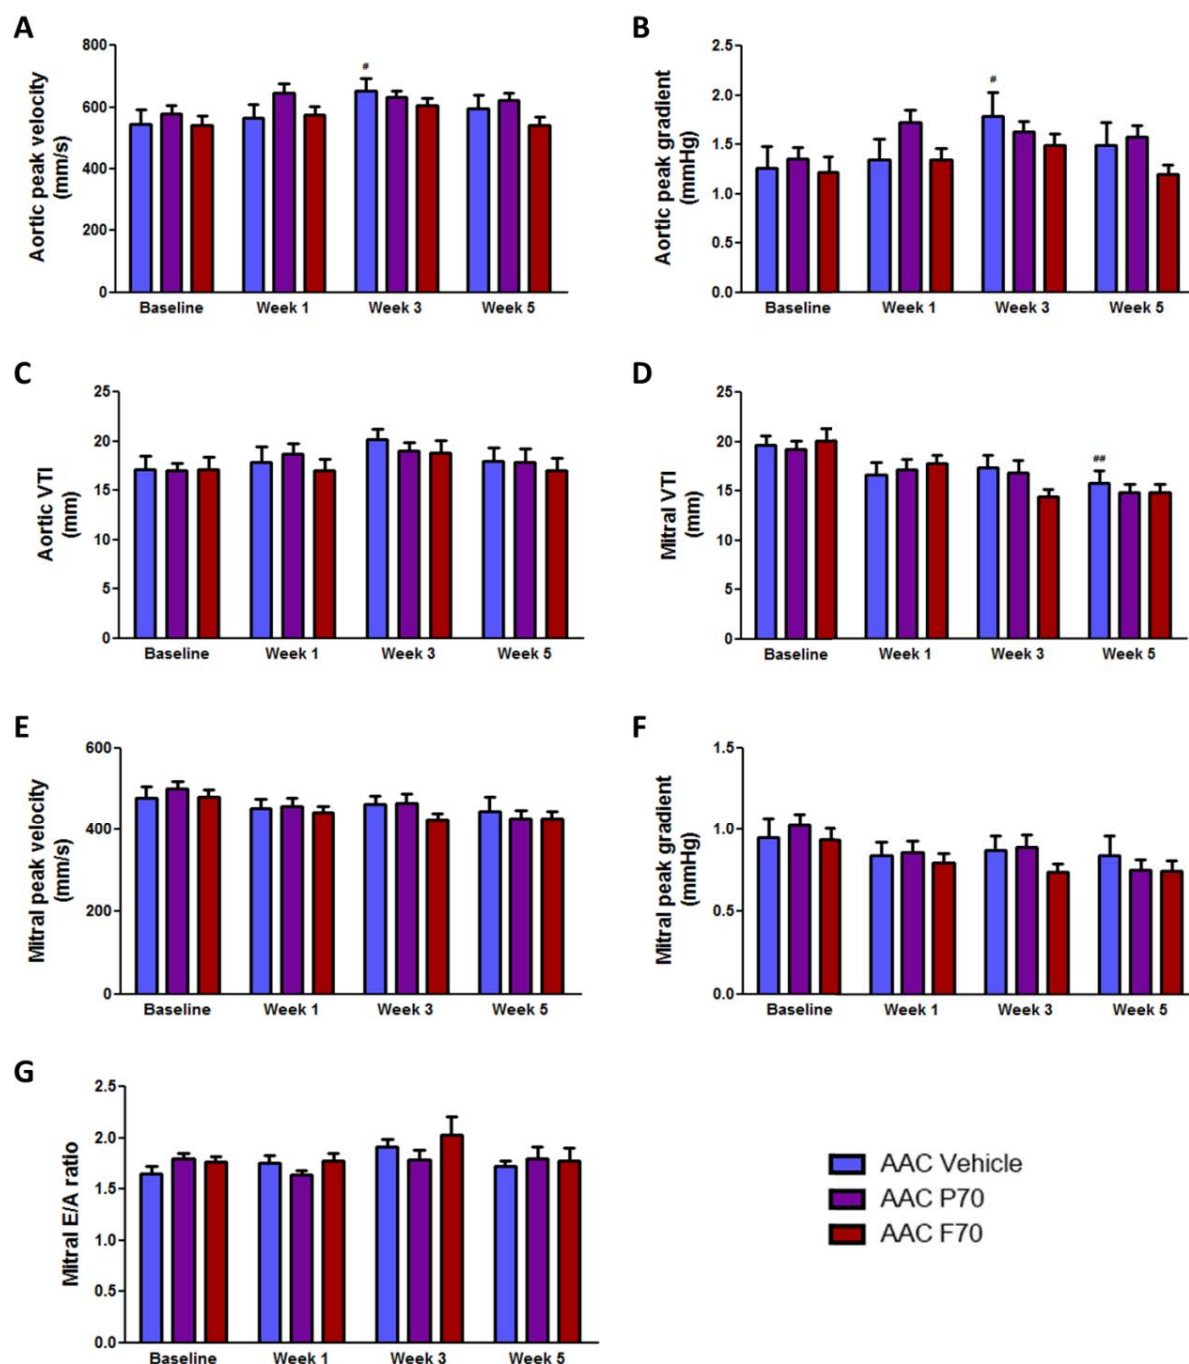 A
Aortic peak velocity
(mm/s)
800
600
400
200
0
#
Baseline Week 1 Week 3 Week 5
B
Aortic peak gradient
(mmHg)
2.5
2.0
1.5
1.0
0.5
0.0
#
Baseline Week 1 Week 3 Week 5
C
Aortic VTI
(mm)
25
20
15
10
5
0
Baseline Week 1 Week 3 Week 5
D
Mitral VTI
(mm)
25
20
15
10
5
0
##
Baseline Week 1 Week 3 Week 5
E
Mitral peak velocity
(mm/s)
600
400
200
0
Baseline Week 1 Week 3 Week 5
F
Mitral peak gradient
(mmHg)
1.5
1.0
0.5
0.0
Baseline Week 1 Week 3 Week 5
G
Mitral E/A ratio
2.5
2.0
1.5
1.0
0.5
0.0
Baseline Week 1 Week 3 Week 5
AAC Vehicle
AAC P70
AAC F70